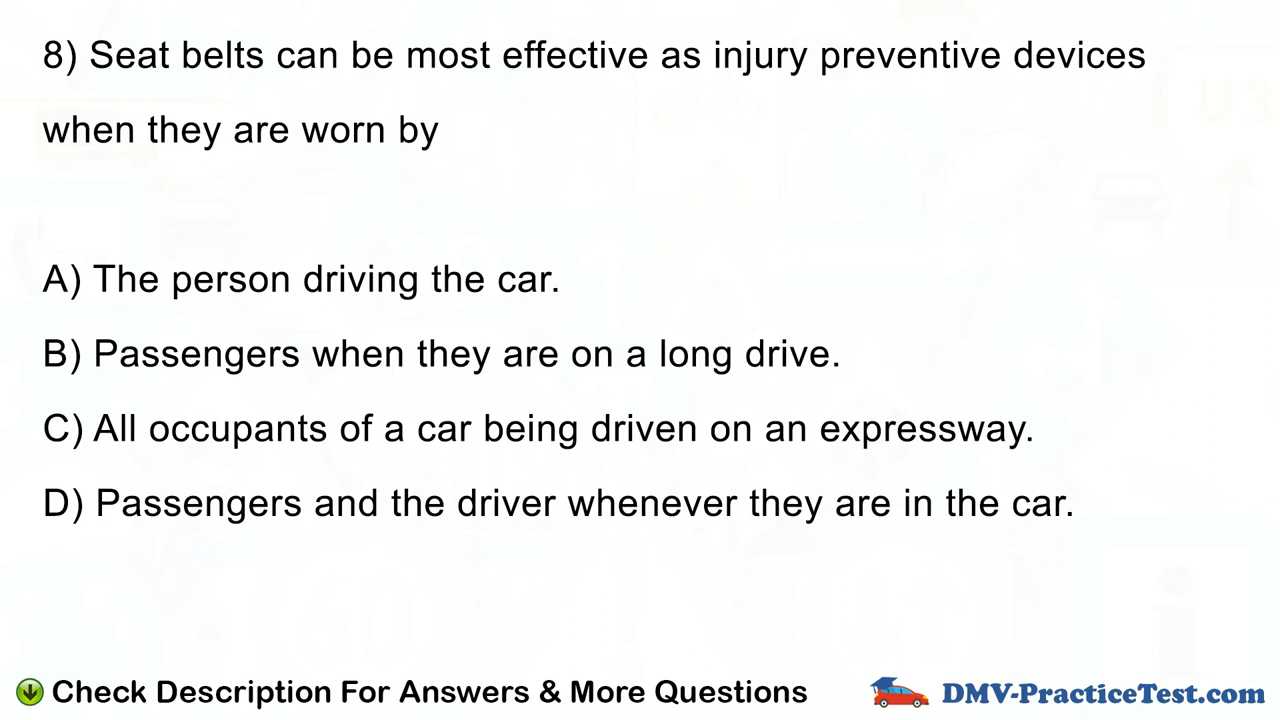 8) Seat belts can be most effective as injury preventive devices
when they are worn by
A) The person driving the car.
B) Passengers when they are on a long drive.
C) All occupants of a car being driven on an expressway.
D) Passengers and the driver whenever they are in the car.
Check Description For Answers & More Questions
DMV-PracticeTest.com